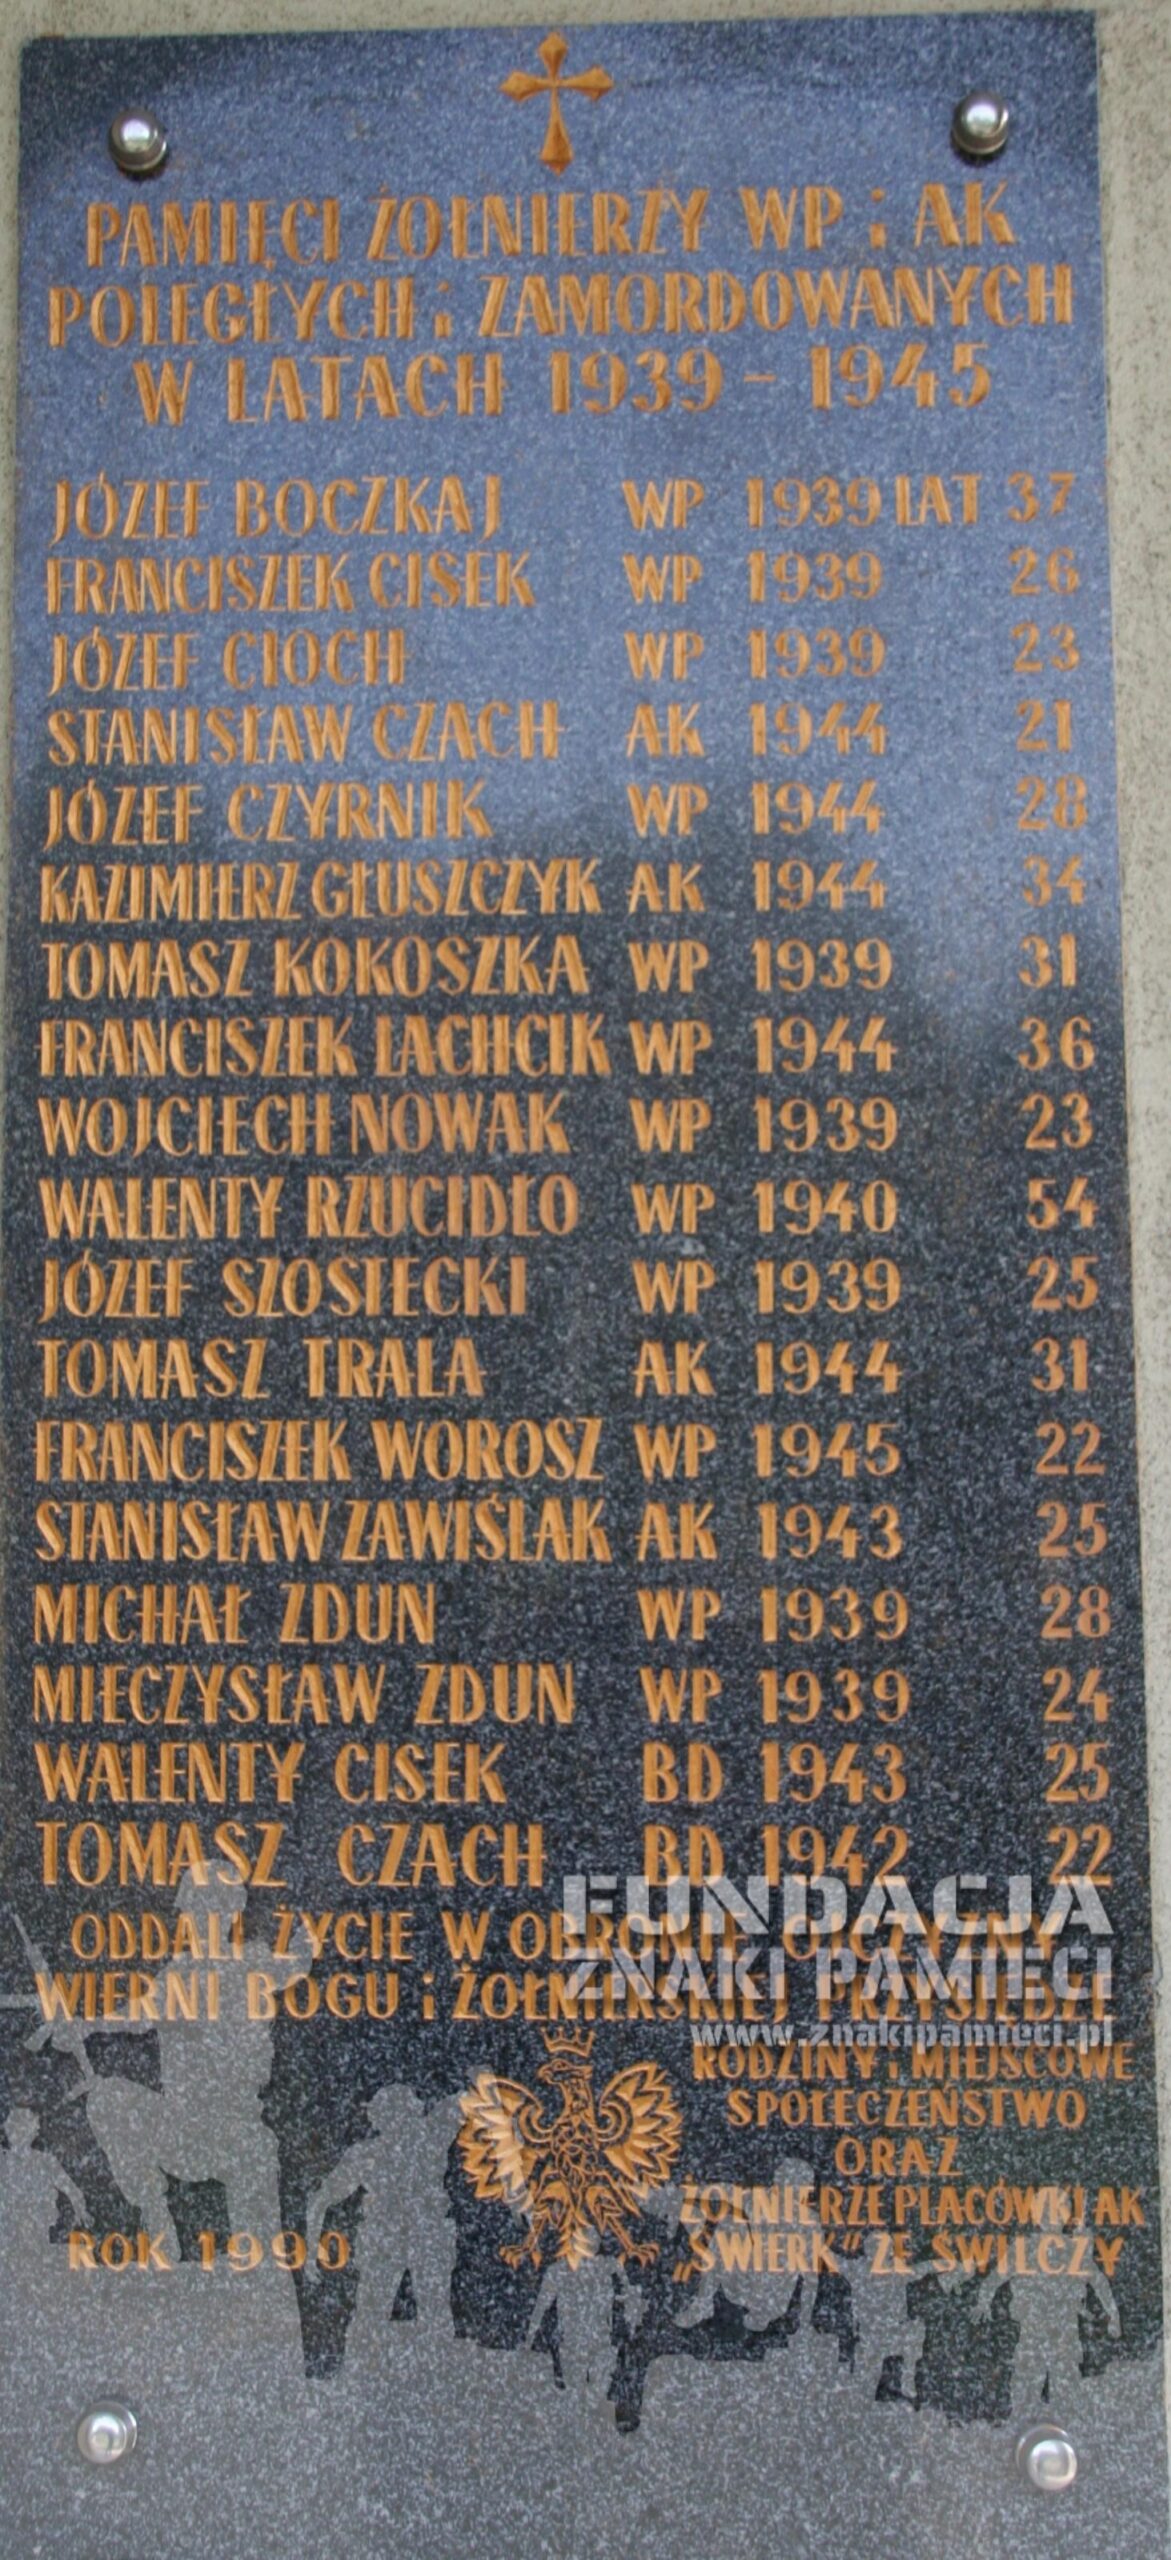 PAMIĘCI ŻOŁNIERZY WP i AK
POLEGŁYCH i ZAMORDOWANYCH
W LATACH 1939 - 1945
JÓZEF BOCZKAJ WP 1939 LAT 37
FRANCISZEK CISEK WP 1939 26
JÓZEF CIOCH WP 1939 23
STANISŁAW CZACH AK 1944 21
JÓZEF CZYRNIK WP 1944 28
KAZIMIERZ GŁUSZCZYK AK 1944 34
TOMASZ KOKOSZKA WP 1939 31
FRANCISZEK LACHCIK WP 1944 36
WOJCIECH NOWAK WP 1939 23
WALENTY RZUCIDŁO WP 1940 54
JÓZEF SZOSTECKI WP 1939 25
TOMASZ TRALA AK 1944 31
FRANCISZEK WOROSZ WP 1945 22
STANISŁAW ZAWIŚLAK AK 1943 25
MICHAŁ ZDUN WP 1939 28
MIECZYSŁAW ZDUN WP 1939 24
WALENTY CISEK BD 1943 25
TOMASZ CZACH BD 1942 22
ODDALI ŻYCIE W OBRONIE OJCZYZNY
WIERNI BOGU i ŻOŁNIERSKIEJ PRZYSIĘDZE
FUNDACJA
ZNAKI PAMIĘCI
www.znakipamieci.pl
RODZINY i MIEJSCOWE
SPOŁECZEŃSTWO
ORAZ
ŻOŁNIERZE PLACÓWKI AK
„ŚWIERK" ZE ŚWILCZY
ROK 1990